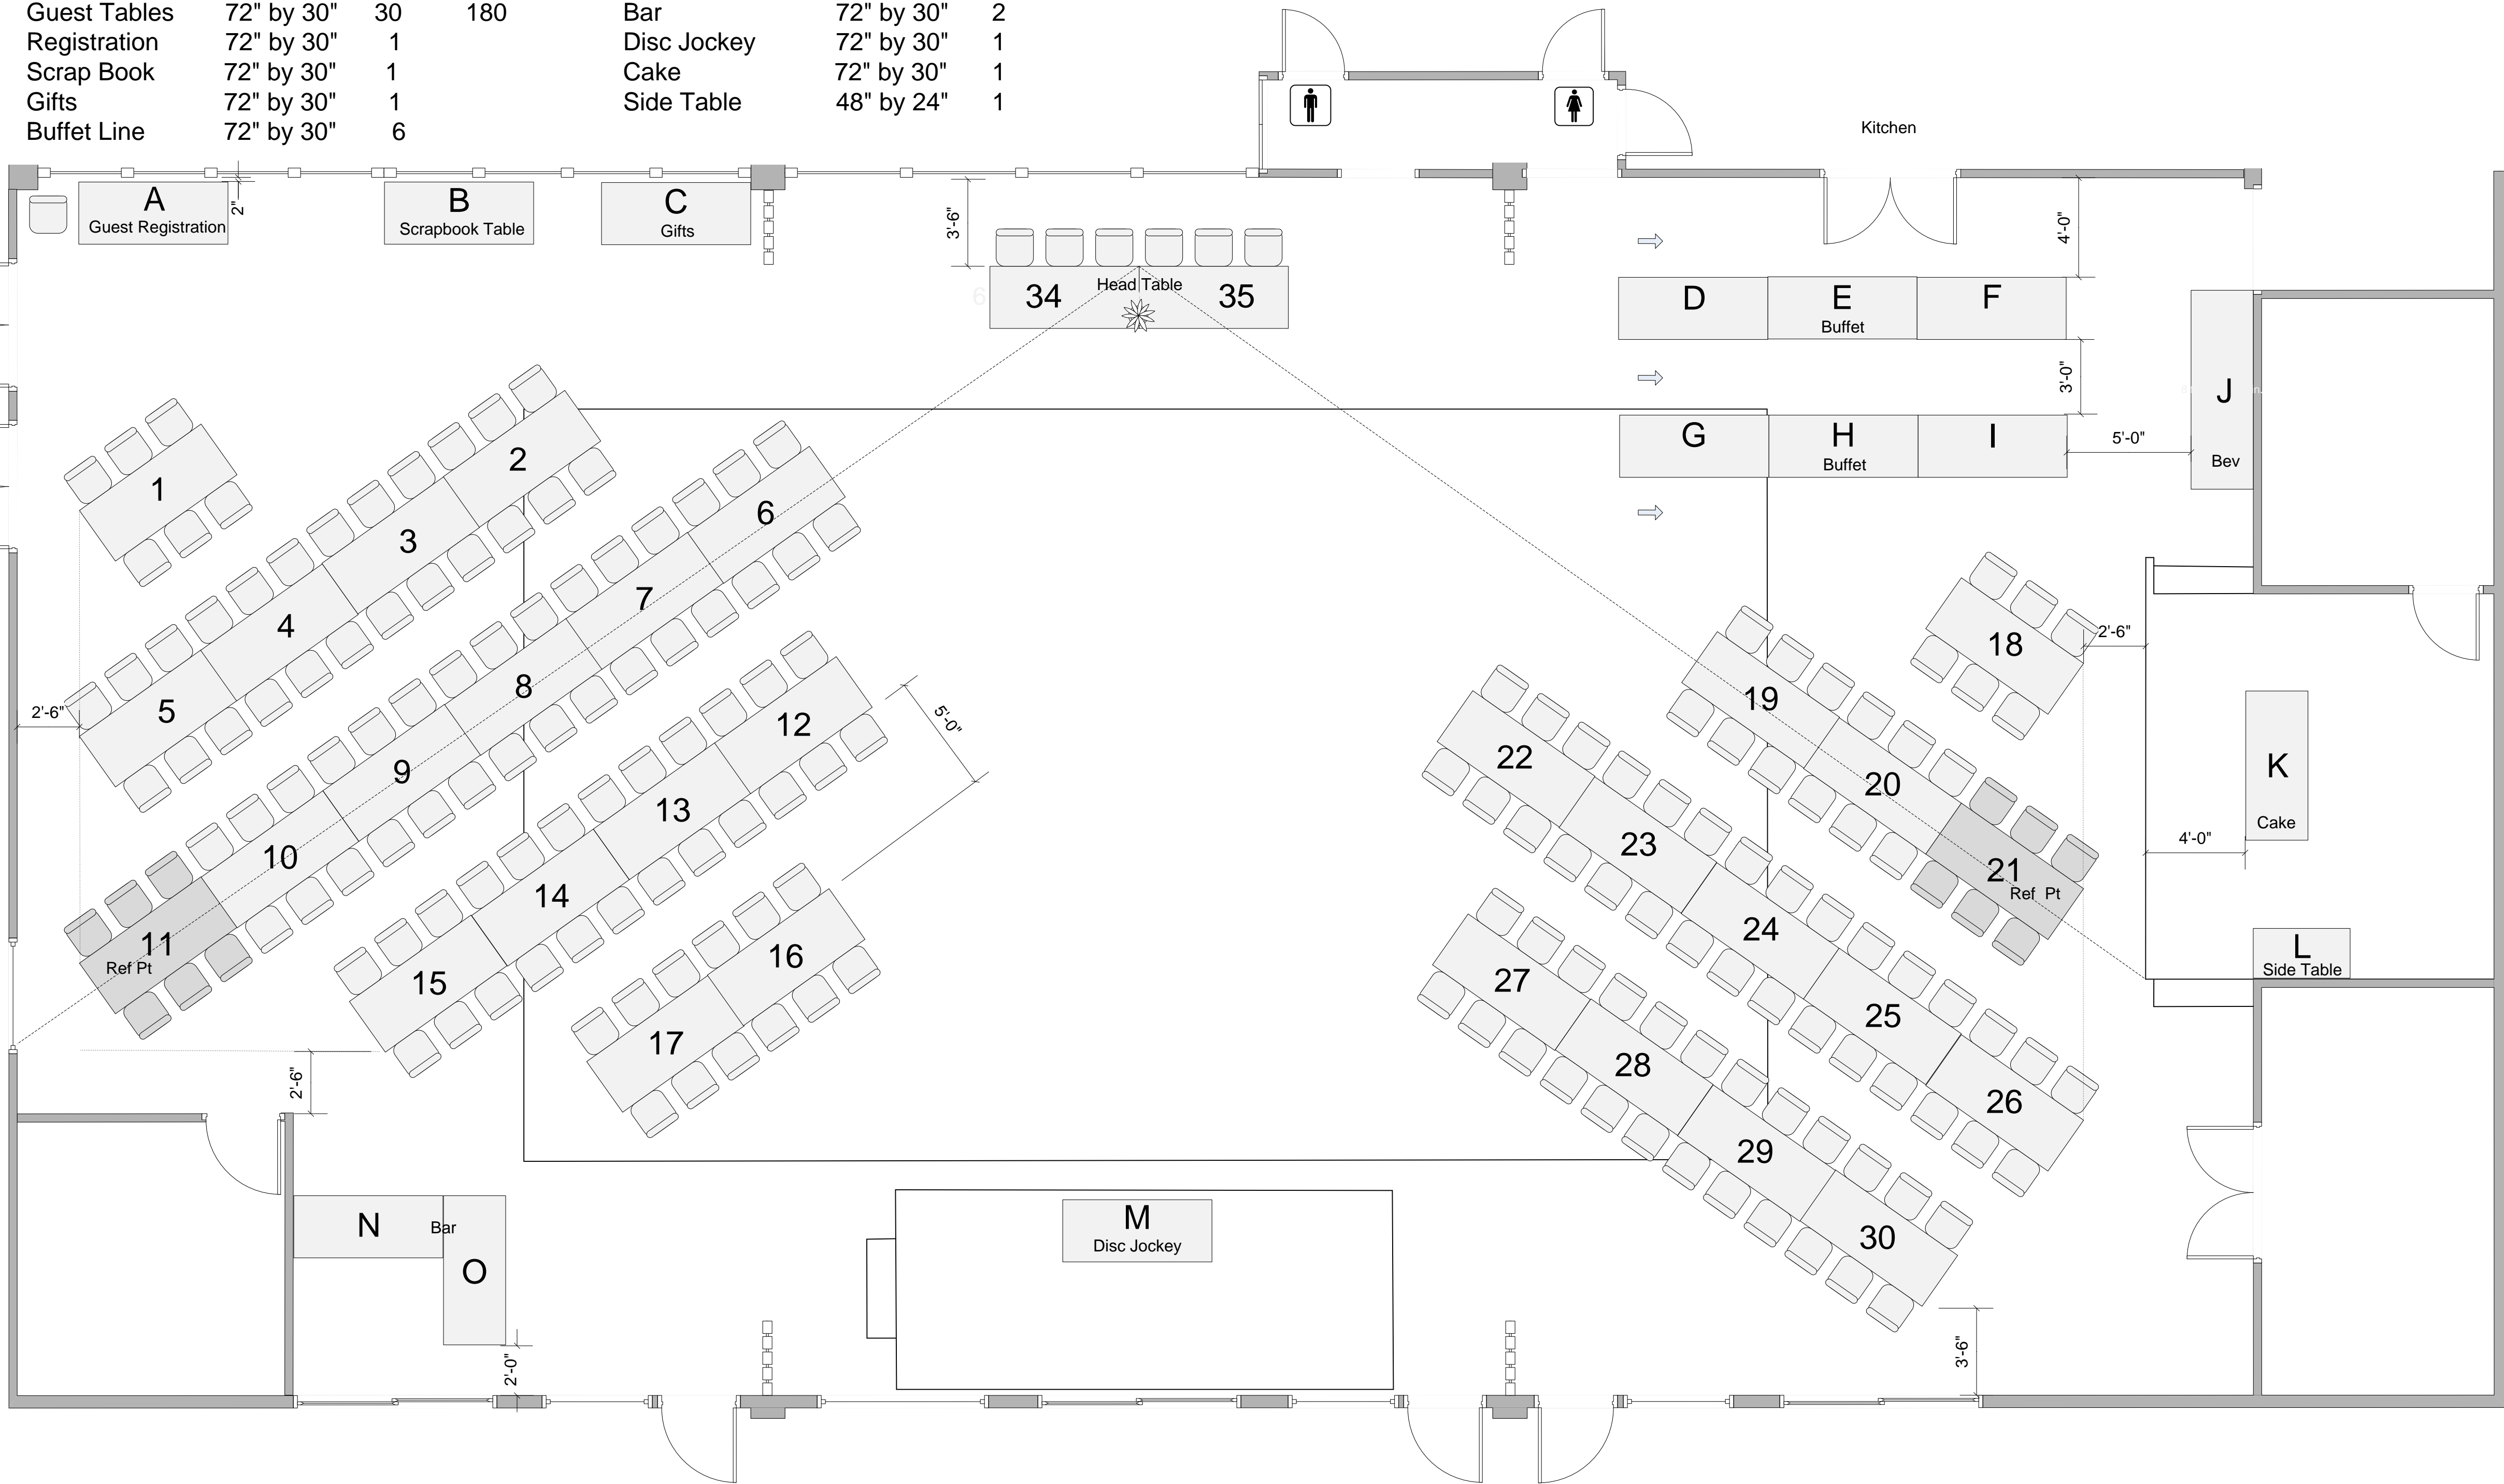 Guest Tables 72" by 30" 30 180 Bar 72" by 30" 2
Registration 72" by 30" 1 Disc Jockey 72" by 30" 1
Scrap Book 72" by 30" 1 Cake 72" by 30" 1
Gifts 72" by 30" 1 Side Table 48" by 24" 1
Buffet Line 72" by 30" 6
Kitchen
A
Guest Registration
2"
B
Scrapbook Table
C
Gifts
3'-6"
Head Table
6
34
35
4'-0"
D
E
Buffet
F
3'-0"
G
H
Buffet
I
5'-0"
J
Bev
1
2
3
4
5
2'-6"
6
7
8
9
10
11
Ref Pt
12
13
14
15
5'-0"
16
17
2'-6"
18
2'-6"
19
20
21
Ref Pt
22
23
24
25
26
27
28
29
30
K
Cake
4'-0"
L
Side Table
M
Disc Jockey
N
Bar
O
2'-0"
3'-6"